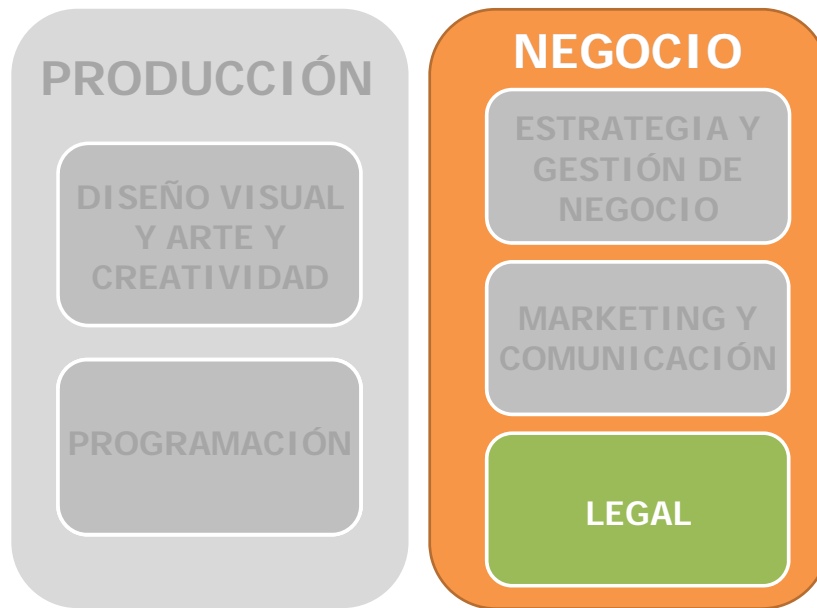 PRODUCCIÓN
DISEÑO VISUAL
Y ARTE Y
CREATIVIDAD
PROGRAMACIÓN
NEGOCIO
ESTRATEGIA Y
GESTIÓN DE
NEGOCIO
MARKETING Y
COMUNICACIÓN
LEGAL